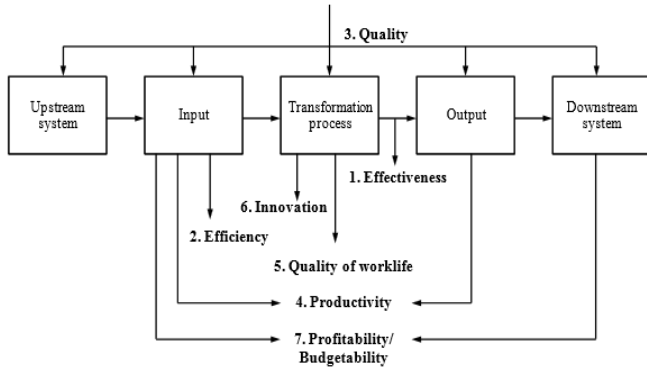 3. Quality
Upstream
system
Input
Transformation
process
Output
Downstream
system
1. Effectiveness
6. Innovation
2. Efficiency
5. Quality of worklife
4. Productivity
7. Profitability/
Budgetability